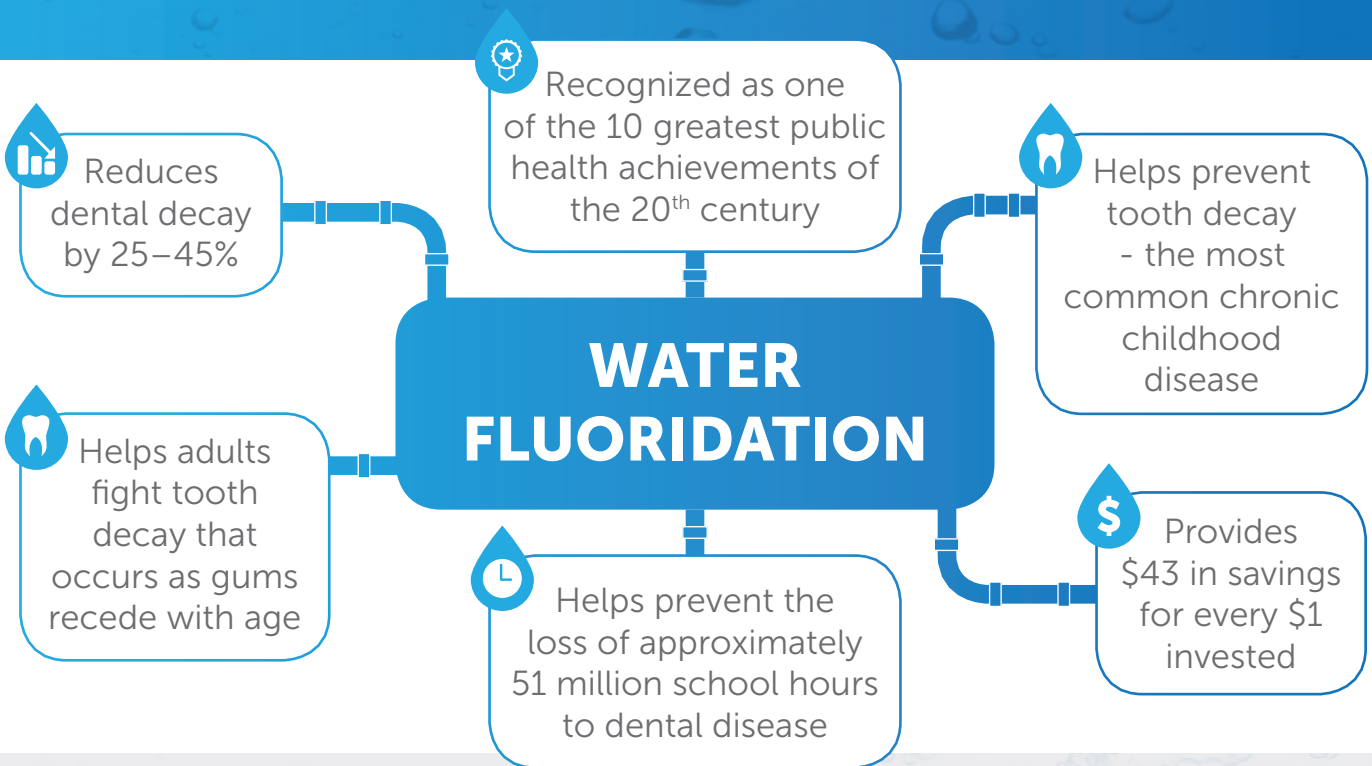 Recognized as one
of the 10 greatest public
health achievements of
the 20th century
Reduces
dental decay
by 25–45%
Helps prevent
tooth decay
- the most
common chronic
childhood
disease
WATER
FLUORIDATION
Helps adults
fight tooth
decay that
occurs as gums
recede with age
$
Provides
$43 in savings
for every $1
invested
Helps prevent the
loss of approximately
51 million school hours
to dental disease